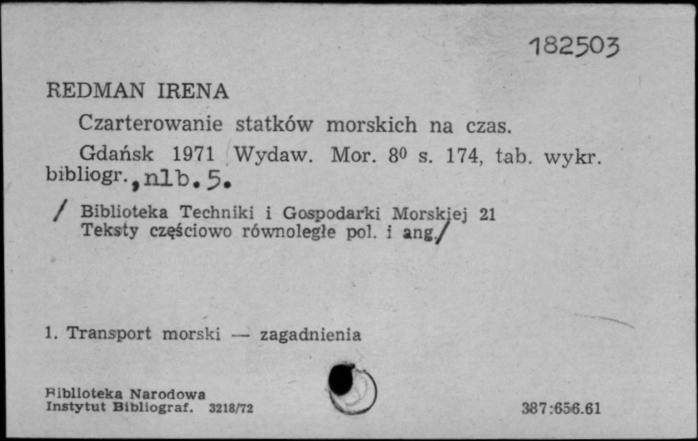 182503
REDMAN IRENA
Czarterowanie statków morskich na czas.
Gdańsk 1971 Wydaw. Mor. 8⁰ s. 174, tab. wykr.
bibliogr., nlb. 5.
/ Biblioteka Techniki i Gospodarki Morskiej 21
Teksty częściowo równoległe pol. i ang/
1. Transport morski — zagadnienia
Biblioteka Narodowa
Instytut Bibliograf. 3218/72
387:656.61